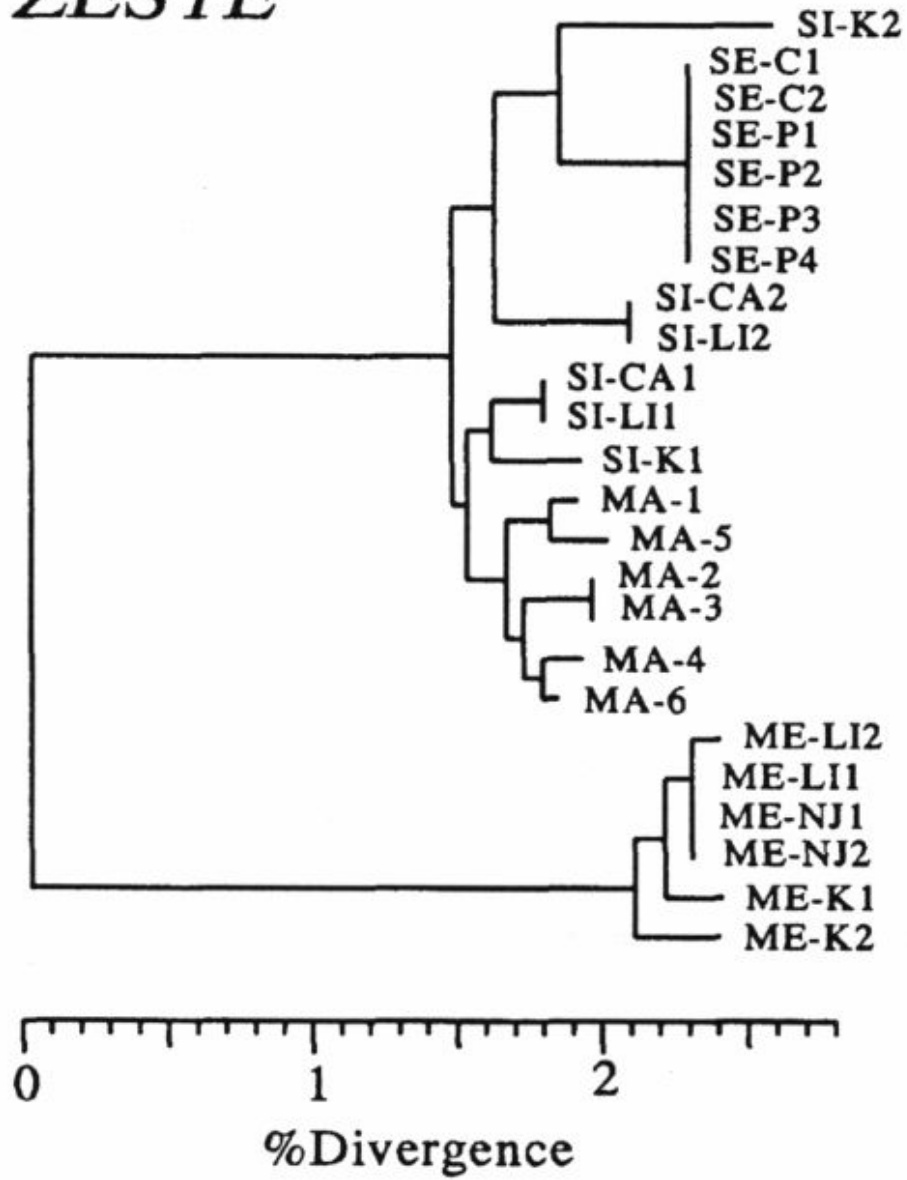 ZESTE
SI-K2
SE-C1
SE-C2
SE-P1
SE-P2
SE-P3
SE-P4
SI-CA2
SI-LI2
SI-CA1
SI-LI1
SI-K1
MA-1
MA-5
MA-2
MA-3
MA-4
MA-6
ME-LI2
ME-LI1
ME-NJ1
ME-NJ2
ME-K1
ME-K2
0 1 2
%Divergence